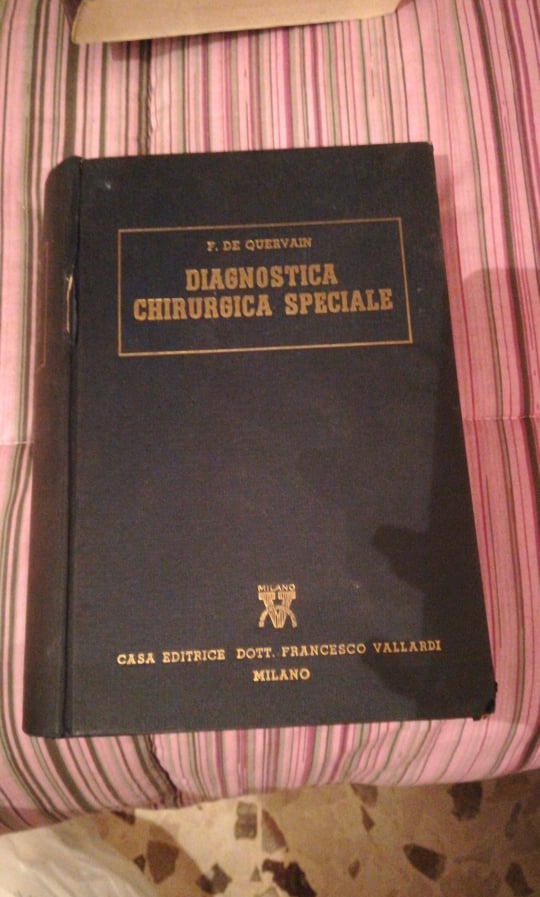 F. DE QUERVAIN
DIAGNOSTICA
CHIRURGICA SPECIALE
MILANO
CASA EDITRICE DOTT. FRANCESCO VALLARDI
MILANO